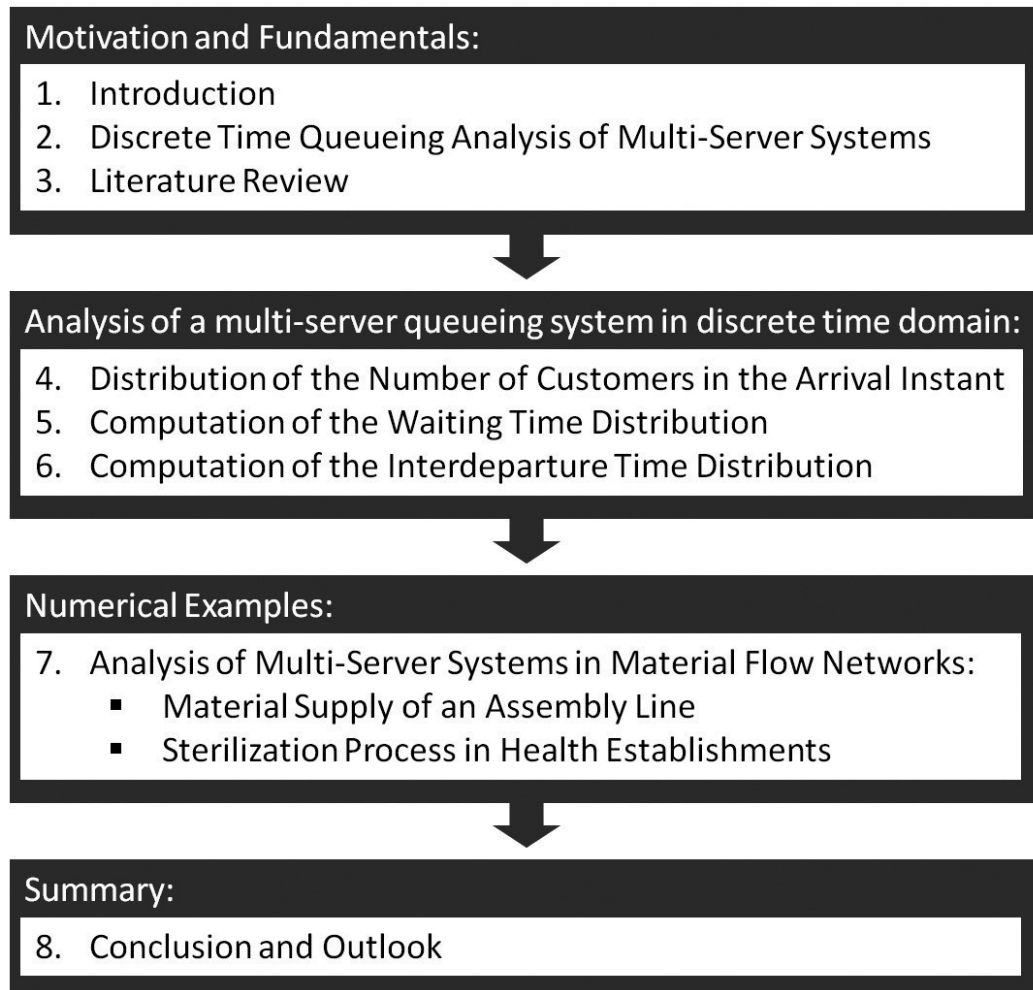 Motivation and Fundamentals:
1. Introduction
2. Discrete Time Queueing Analysis of Multi-Server Systems
3. Literature Review
Analysis of a multi-server queueing system in discrete time domain:
4. Distribution of the Number of Customers in the Arrival Instant
5. Computation of the Waiting Time Distribution
6. Computation of the Interdeparture Time Distribution
Numerical Examples:
7. Analysis of Multi-Server Systems in Material Flow Networks:
▪ Material Supply of an Assembly Line
▪ Sterilization Process in Health Establishments
Summary:
8. Conclusion and Outlook